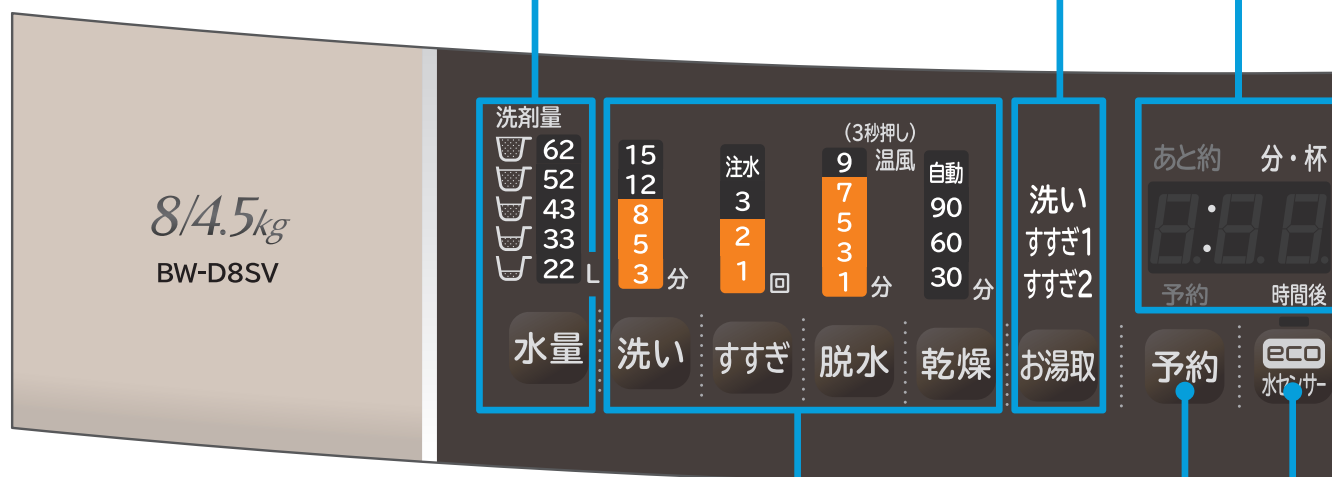 8/4.5kg
BW-D8SV
洗剤量
62
52
43
33
22 L
水量
15
12
8
5
3 分
洗い
注水
3
2
1 回
すすぎ
(3秒押し)
9 温風
7
5
3
1 分
脱水
自動
90
60
30 分
乾燥
洗い
すすぎ1
すすぎ2
お湯取
あと約 分・杯
8:88
予約 時間後
予約
eco
水センサー